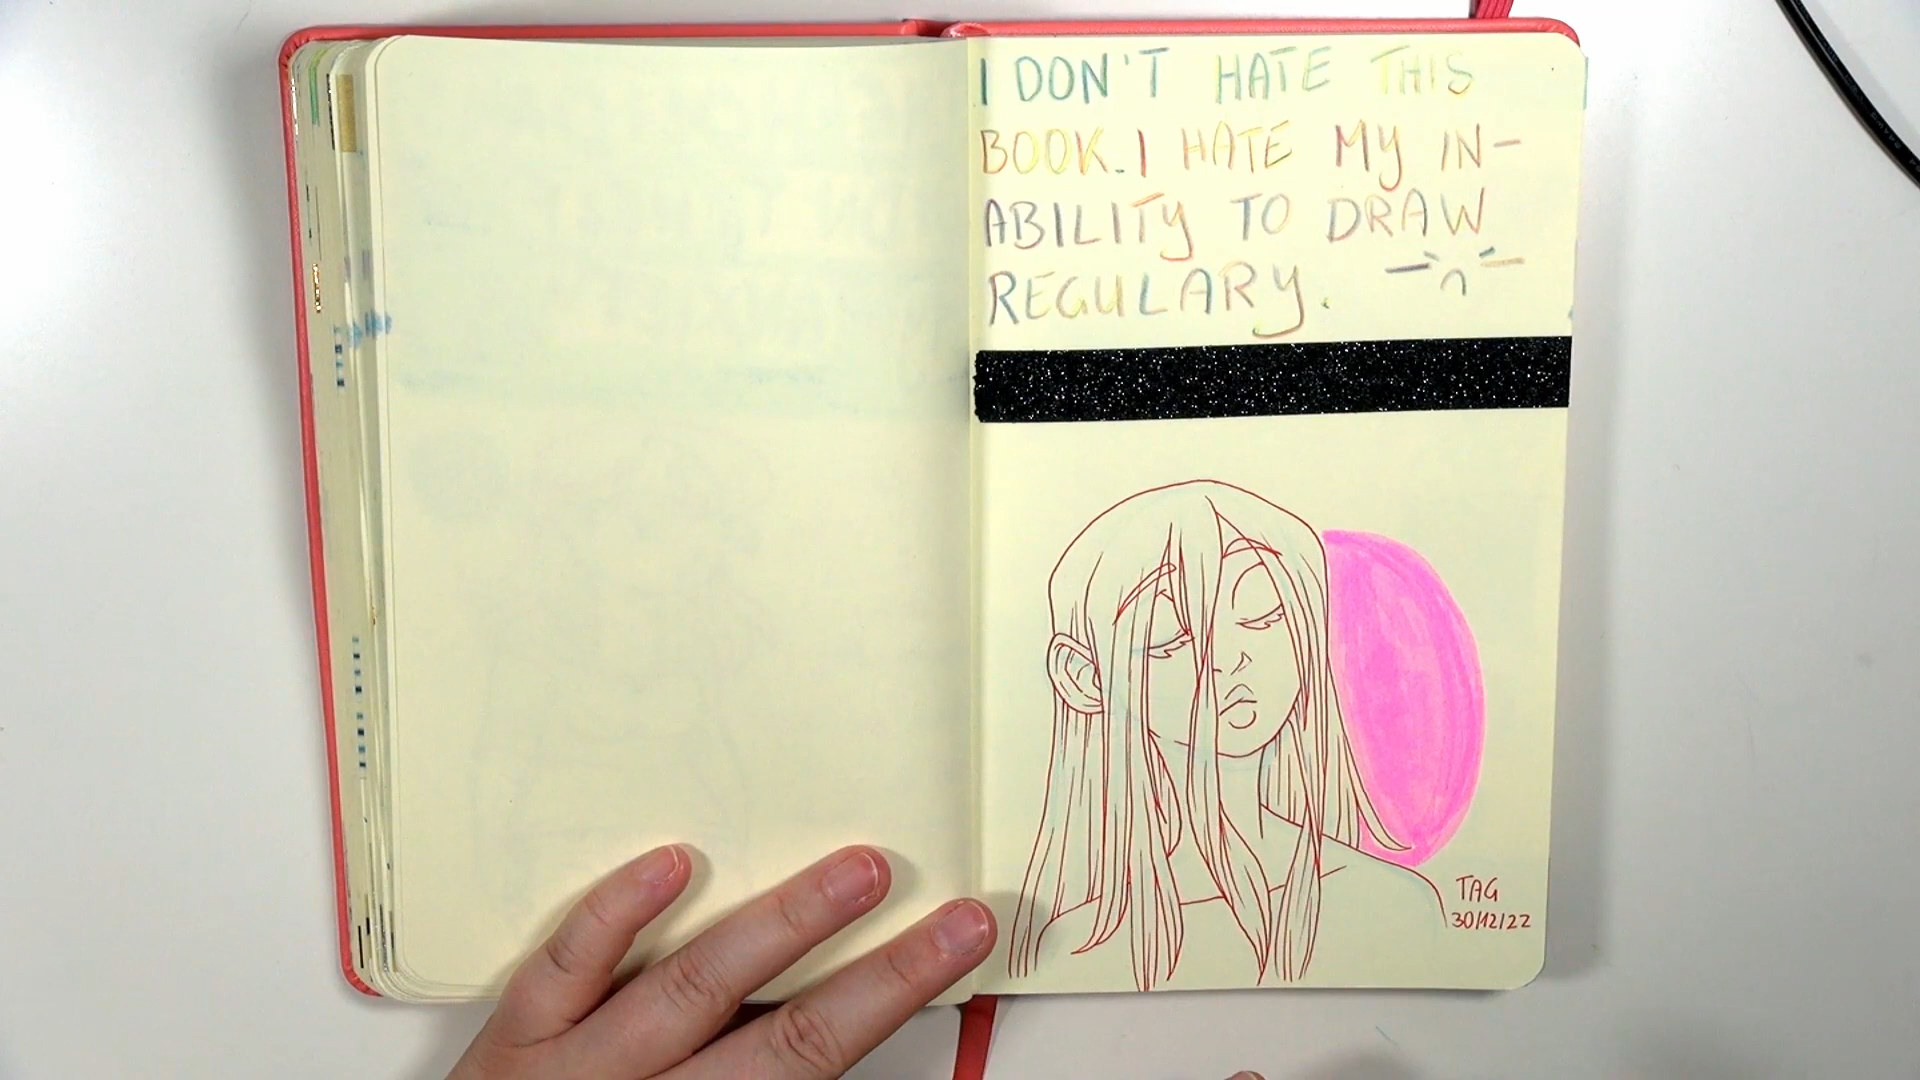 I DON'T HATE THIS
BOOK. I HATE MY IN-
ABILITY TO DRAW
REGULARY.
TAG
30/12/22